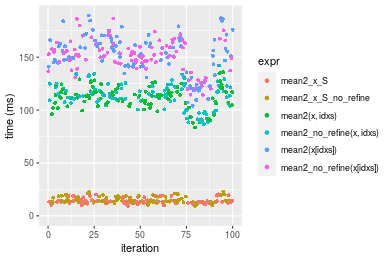 time (ms)
150
100
50
0
0
25
50
75
100
iteration
expr
mean2_x_S
mean2_x_S_no_refine
mean2(x, idxs)
mean2_no_refine(x, idxs)
mean2(x[idxs])
mean2_no_refine(x[idxs])